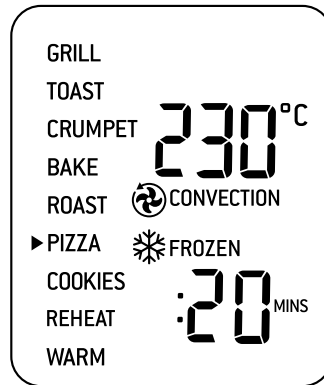 GRILL
TOAST
CRUMPET
BAKE
ROAST
PIZZA
COOKIES
REHEAT
WARM
230°C
CONVECTION
FROZEN
:20 MINS